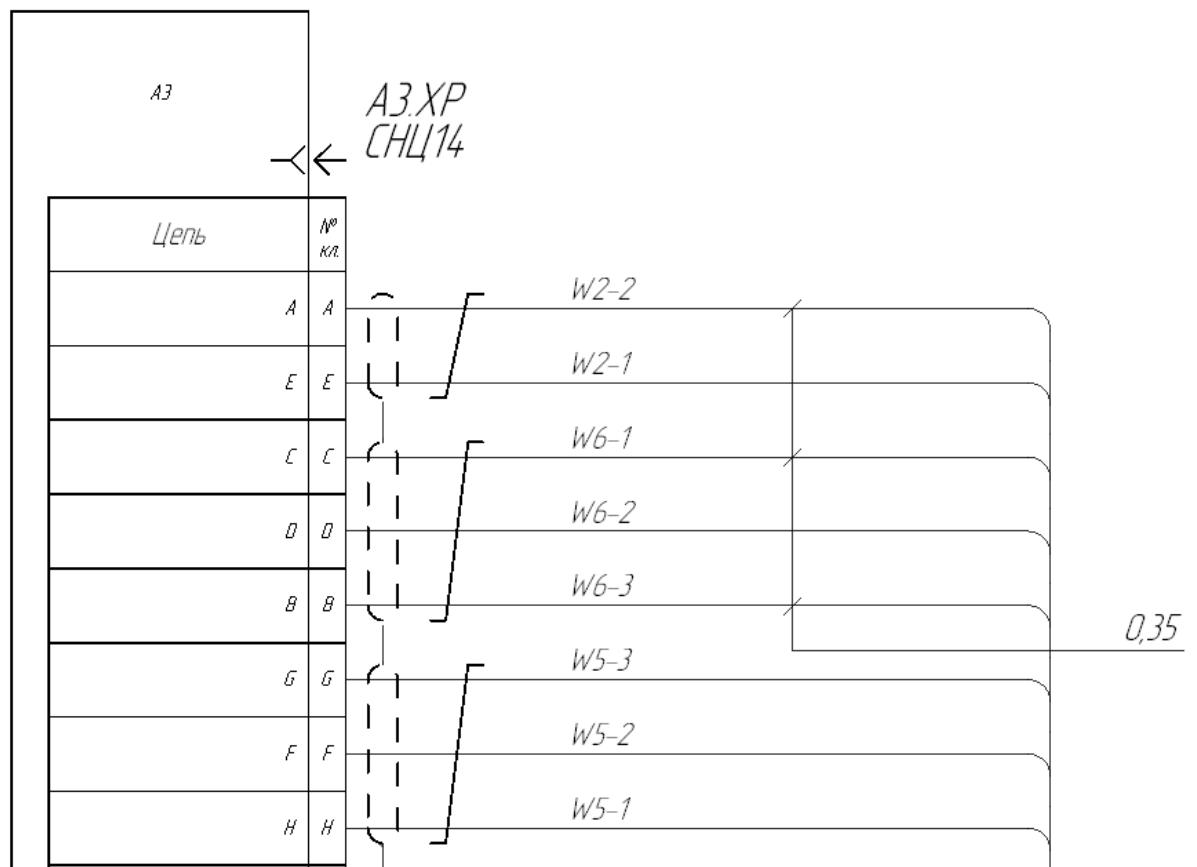 А3
А3.ХР
СНЦ14
Цепь № кл.
A A W2-2
E E W2-1
C C W6-1
D D W6-2
B B W6-3
0,35
G G W5-3
F F W5-2
H H W5-1